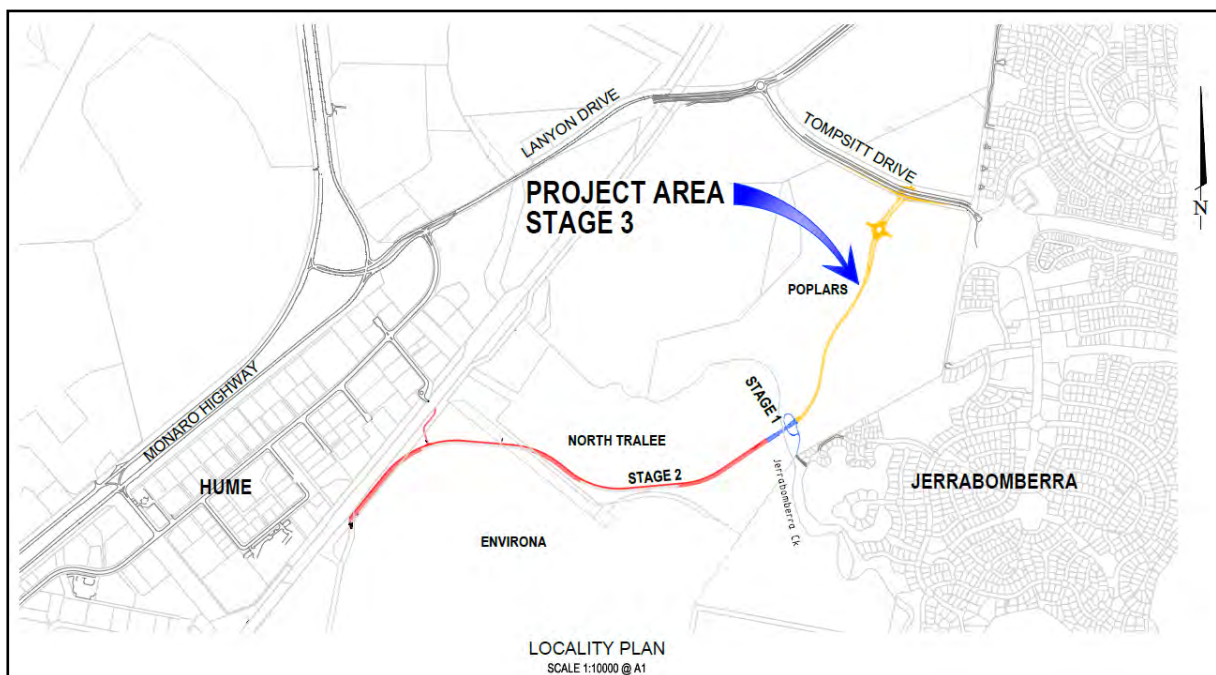 LANYON DRIVE
TOMPSITT DRIVE
PROJECT AREA
STAGE 3
N
POPLARS
MONARO HIGHWAY
STAGE 1
NORTH TRALEE
HUME
STAGE 2
JERRABOMBERRA
Jerrabomberra Ck
ENVIRONA
LOCALITY PLAN
SCALE 1:10000 @ A1